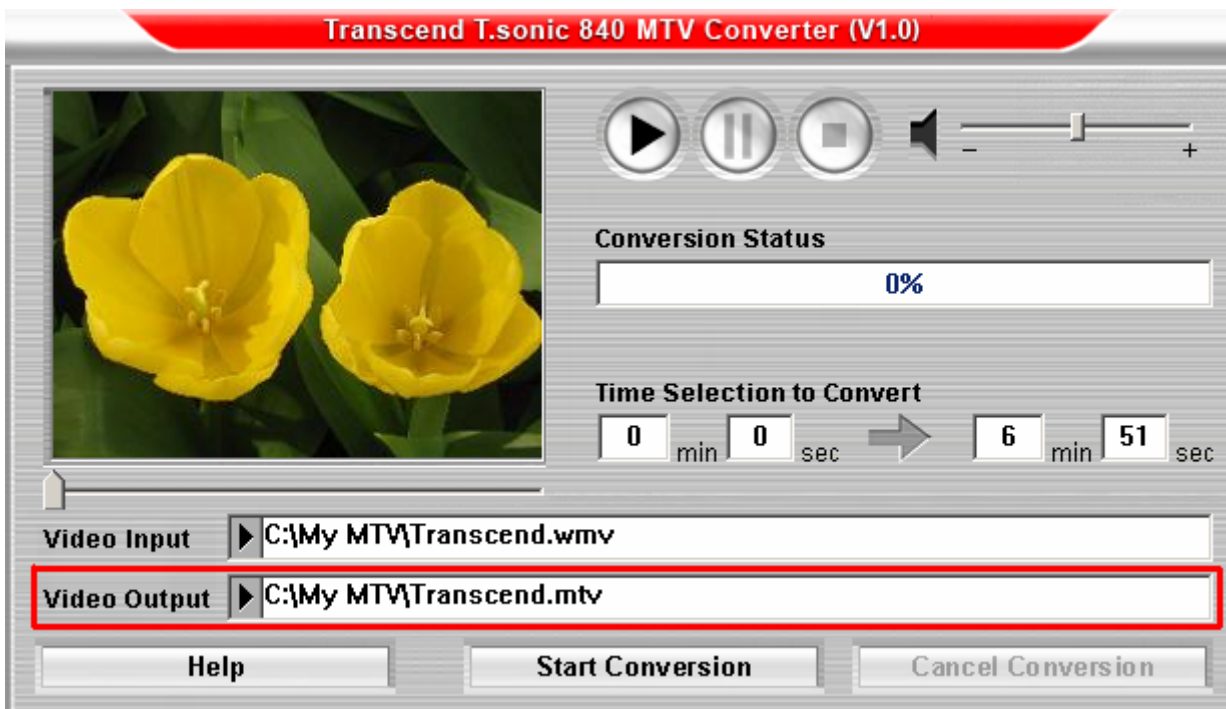 Transcend T.sonic 840 MTV Converter (V1.0)
- +
Conversion Status
0%
Time Selection to Convert
0 min 0 sec 6 min 51 sec
Video Input C:\My MTV\Transcend.wmv
Video Output C:\My MTV\Transcend.mtv
Help Start Conversion Cancel Conversion